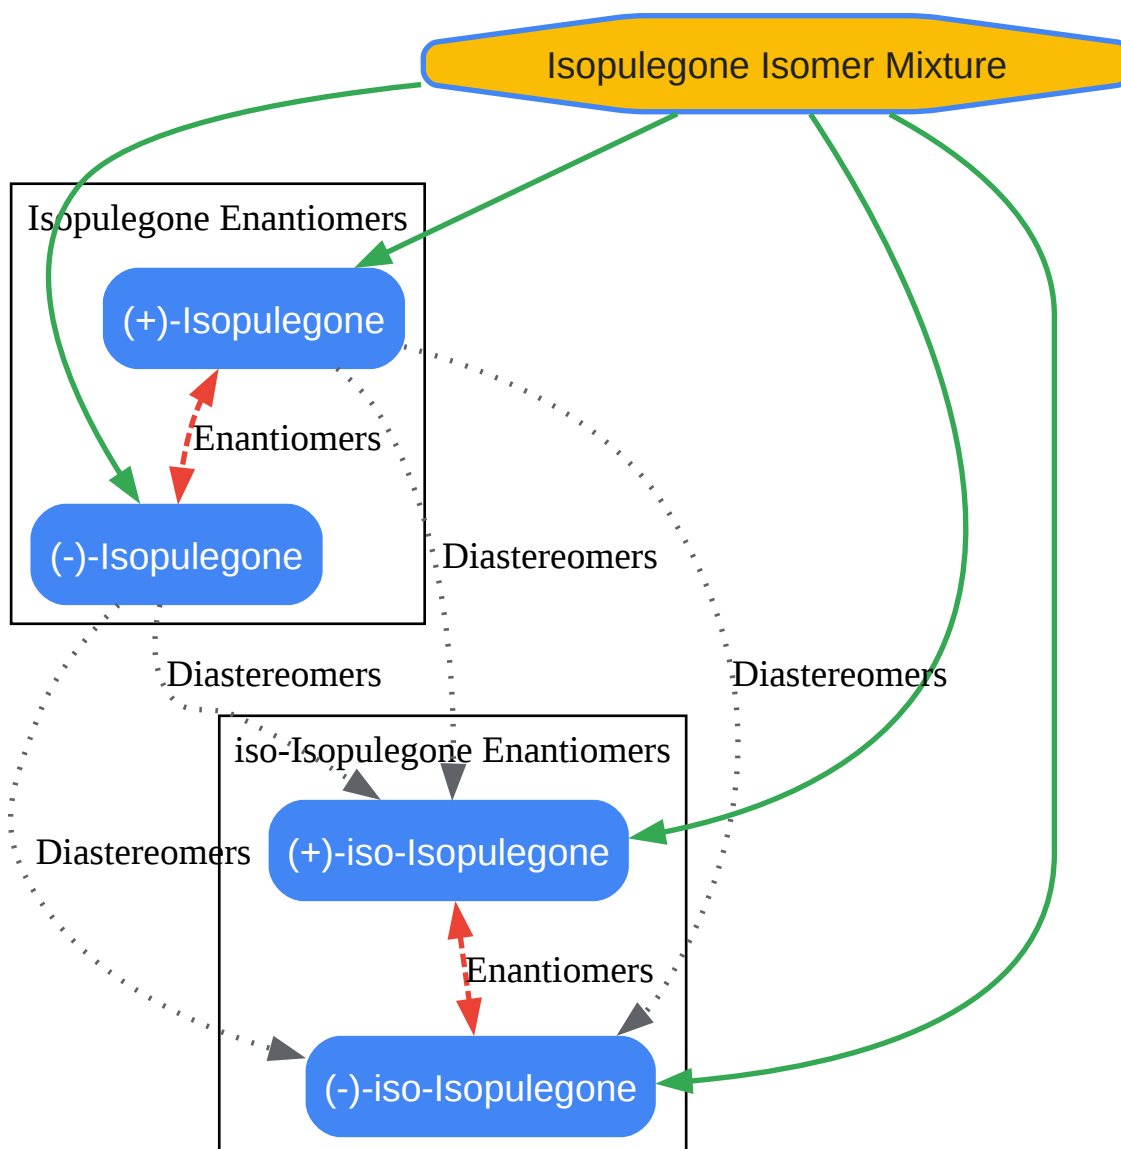 Isopulegone Isomer Mixture
Isopulegone Enantiomers
(+)-Isopulegone
Enantiomers
(-)-Isopulegone
Diastereomers
Diastereomers
Diastereomers
iso-Isopulegone Enantiomers
Diastereomers
(+)-iso-Isopulegone
Enantiomers
(-)-iso-Isopulegone